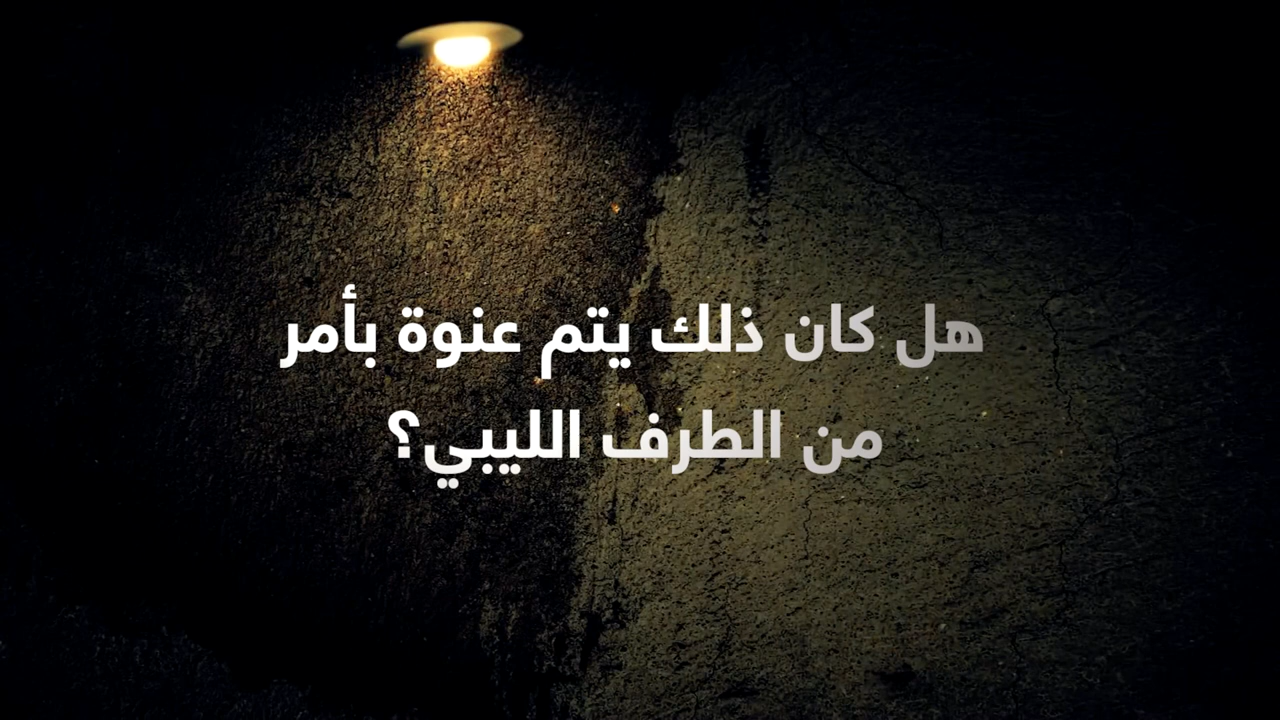 هل كان ذلك يتم عنوة بأمر
من الطرف الليبي؟